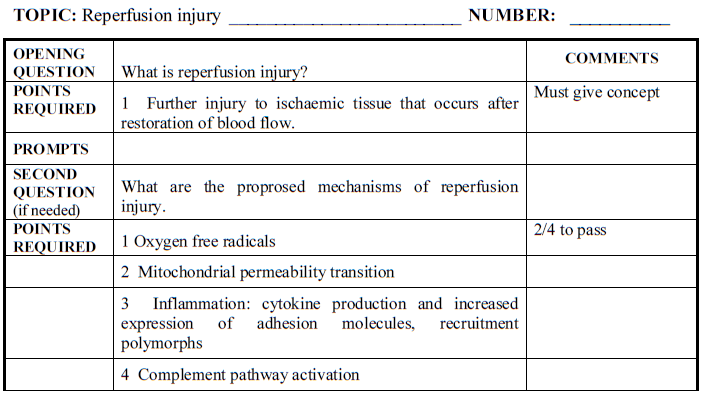 TOPIC: Reperfusion injury NUMBER:
OPENING
QUESTION
What is reperfusion injury?
COMMENTS
POINTS
REQUIRED
1 Further injury to ischaemic tissue that occurs after
restoration of blood flow.
Must give concept
PROMPTS
SECOND
QUESTION
(if needed)
What are the proprosed mechanisms of reperfusion
injury.
POINTS
REQUIRED
1 Oxygen free radicals
2/4 to pass
2 Mitochondrial permeability transition
3 Inflammation: cytokine production and increased
expression of adhesion molecules, recruitment
polymorphs
4 Complement pathway activation